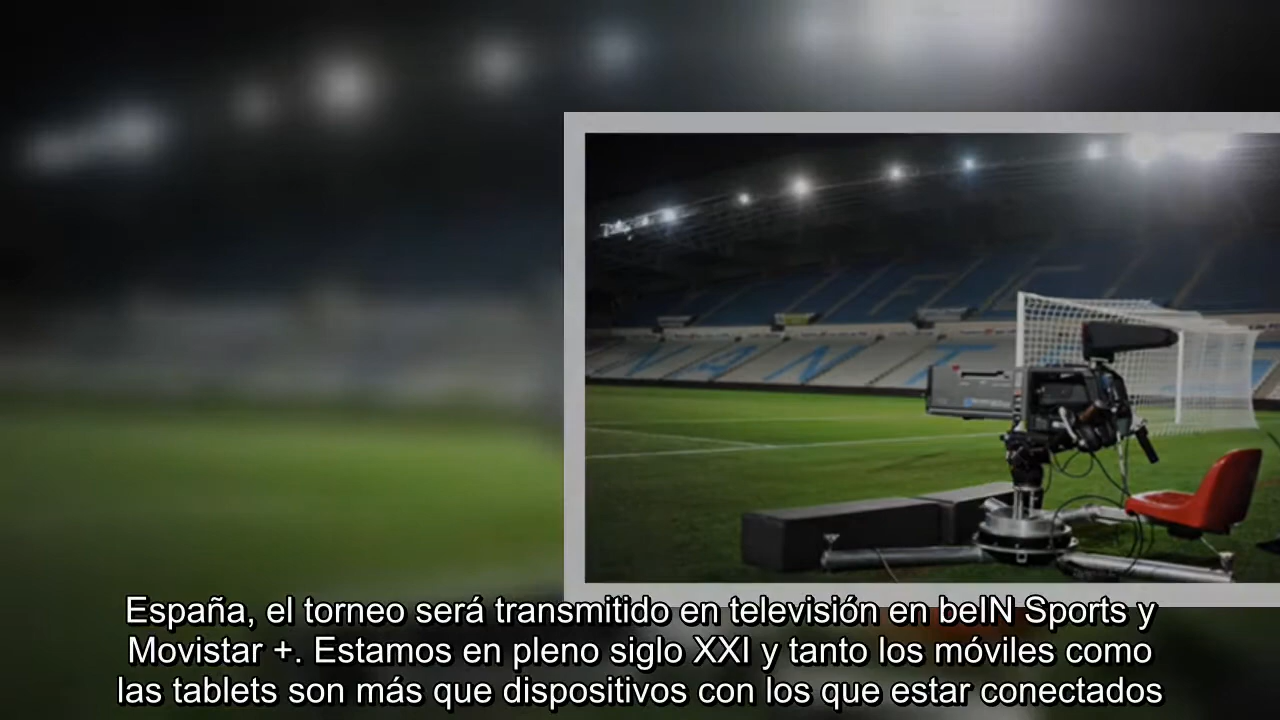 España, el torneo será transmitido en televisión en beIN Sports y
Movistar +. Estamos en pleno siglo XXI y tanto los móviles como
las tablets son más que dispositivos con los que estar conectados